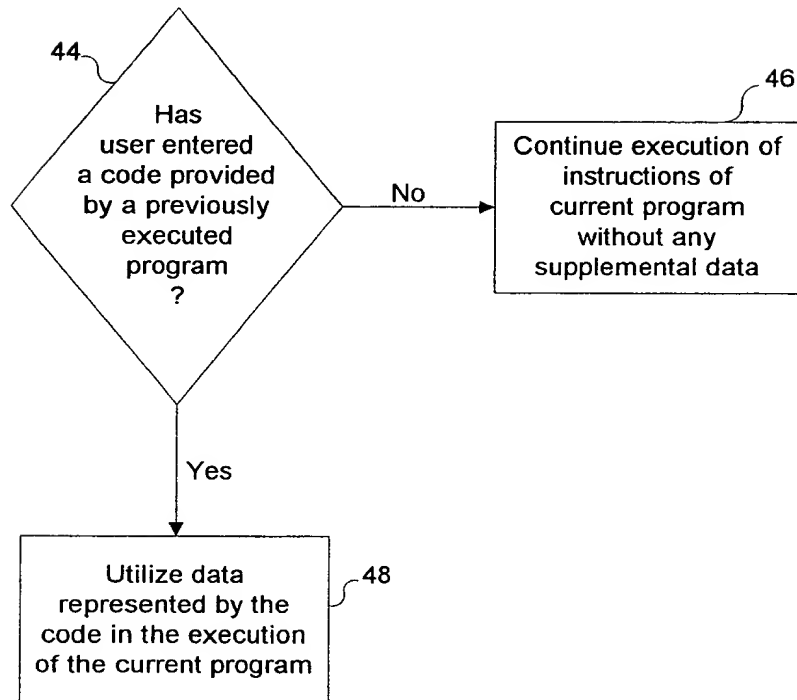 44
Has
user entered
a code provided
by a previously
executed
program
?
No
46
Continue execution of
instructions of
current program
without any
supplemental data
Yes
48
Utilize data
represented by the
code in the execution
of the current program